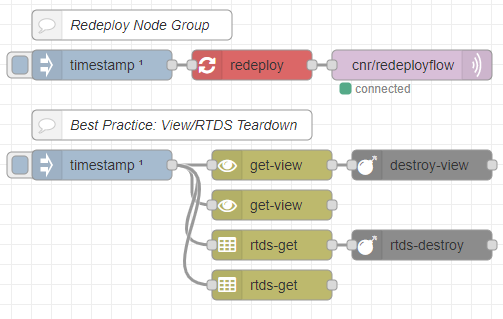 Redeploy Node Group
timestamp ¹
redeploy
cnr/redeployflow
connected
Best Practice: View/RTDS Teardown
timestamp ¹
get-view
destroy-view
get-view
rtds-get
rtds-destroy
rtds-get